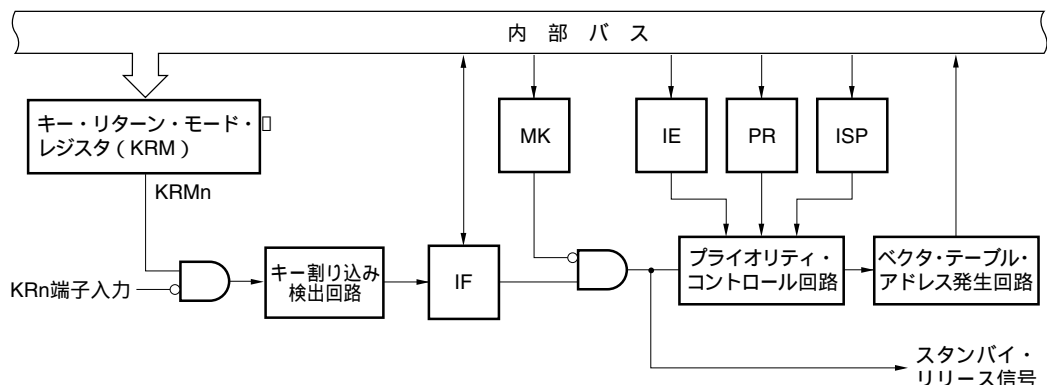 内 部 バ ス
キー・リターン・モード・
レジスタ（KRM）
MK
IE
PR
ISP
KRMn
KRn端子入力
キー割り込み
検出回路
IF
プライオリティ・
コントロール回路
ベクタ・テーブル・
アドレス発生回路
スタンバイ・
リリース信号